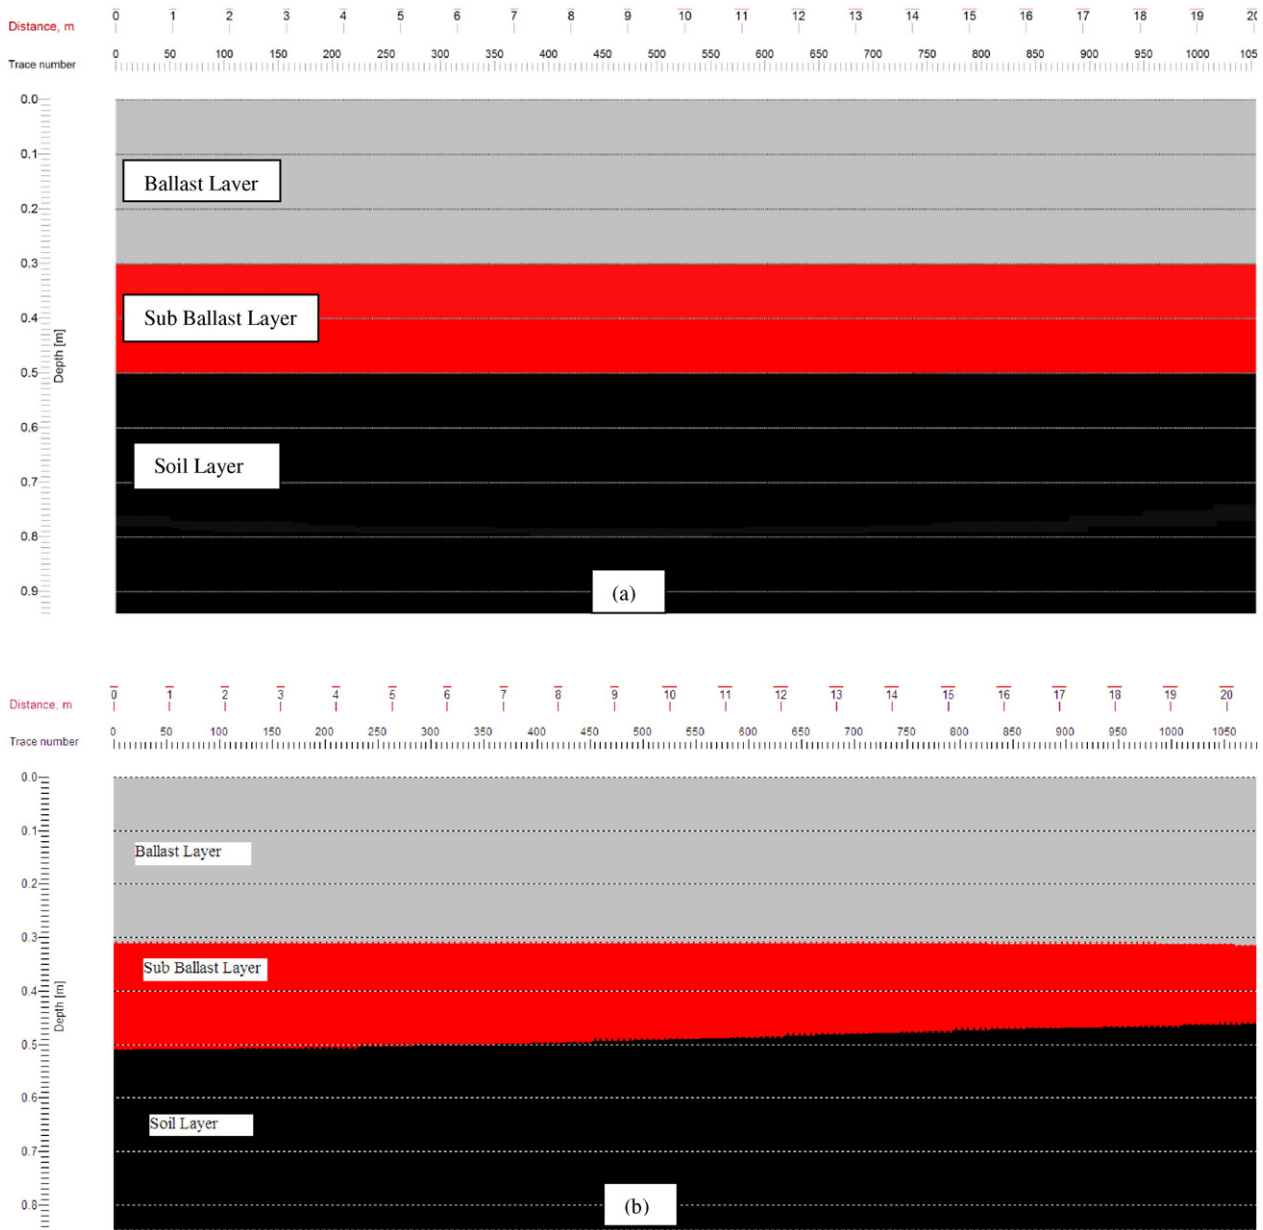 Distance, m 0 1 2 3 4 5 6 7 8 9 10 11 12 13 14 15 16 17 18 19 20
Trace number 0 50 100 150 200 250 300 350 400 450 500 550 600 650 700 750 800 850 900 950 1000 105
0.0
0.1
Ballast Layer
0.2
0.3
Sub Ballast Layer
0.4
Depth [m]
0.5
0.6
Soil Layer
0.7
0.8
0.9
(a)
Distance, m 0 1 2 3 4 5 6 7 8 9 10 11 12 13 14 15 16 17 18 19 20
Trace number 0 50 100 150 200 250 300 350 400 450 500 550 600 650 700 750 800 850 900 950 1000 1050
0.0
0.1
Ballast Layer
0.2
0.3
Sub Ballast Layer
0.4
Depth [m]
0.5
0.6
Soil Layer
0.7
0.8
(b)